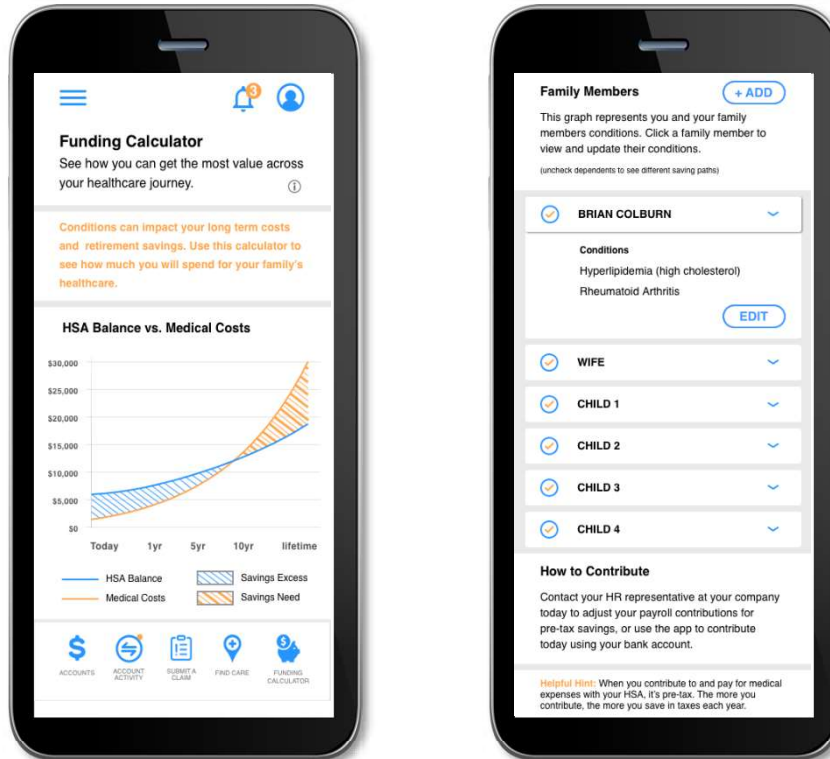 3
Funding Calculator
See how you can get the most value across
your healthcare journey.
i
Conditions can impact your long term costs
and retirement savings. Use this calculator to
see how much you will spend for your family's
healthcare.
HSA Balance vs. Medical Costs
$30,000
$25,000
$20,000
$15,000
$10,000
$5,000
$0
Today 1yr 5yr 10yr lifetime
HSA Balance Savings Excess
Medical Costs Savings Need
ACCOUNTS
ACCOUNT
ACTIVITY
SUBMIT A
CLAIM
FIND CARE
FUNDING
CALCULATOR
Family Members + ADD
This graph represents you and your family
members conditions. Click a family member to
view and update their conditions.
(uncheck dependents to see different saving paths)
BRIAN COLBURN
Conditions
Hyperlipidemia (high cholesterol)
Rheumatoid Arthritis
EDIT
WIFE
CHILD 1
CHILD 2
CHILD 3
CHILD 4
How to Contribute
Contact your HR representative at your company
today to adjust your payroll contributions for
pre-tax savings, or use the app to contribute
today using your bank account.
Helpful Hint: When you contribute to and pay for medical
expenses with your HSA, it's pre-tax. The more you
contribute, the more you save in taxes each year.